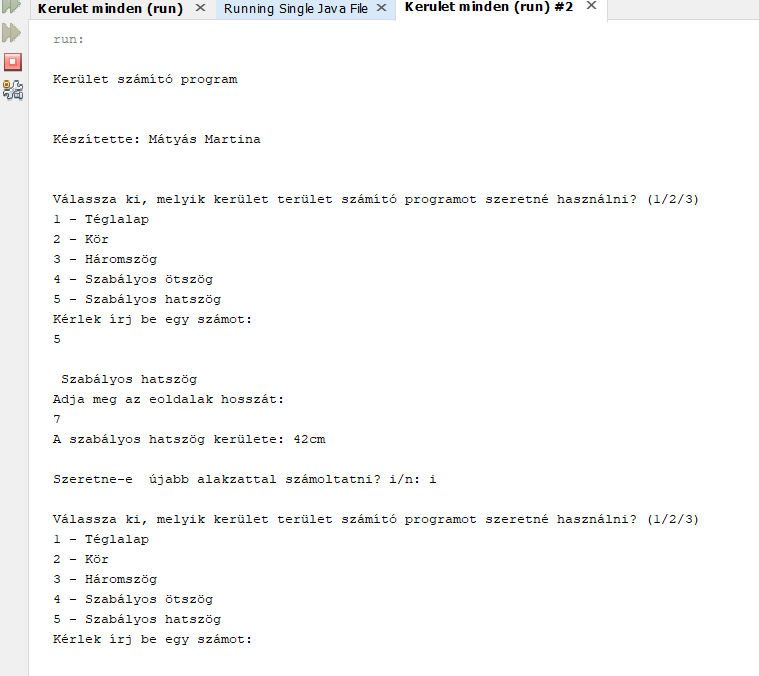 Kerulet minden (run) × Running Single Java File × Kerulet minden (run) #2 ×
run:
Kerület számító program
Készítette: Mátyás Martina
Válassza ki, melyik kerület terület számító programot szeretné használni? (1/2/3)
1 - Téglalap
2 - Kör
3 - Háromszög
4 - Szabályos ötszög
5 - Szabályos hatszög
Kérlek írj be egy számot:
5
Szabályos hatszög
Adja meg az eoldalak hosszát:
7
A szabályos hatszög kerülete: 42cm
Szeretne-e  újabb alakzattal számoltatni? i/n: i
Válassza ki, melyik kerület terület számító programot szeretné használni? (1/2/3)
1 - Téglalap
2 - Kör
3 - Háromszög
4 - Szabályos ötszög
5 - Szabályos hatszög
Kérlek írj be egy számot: